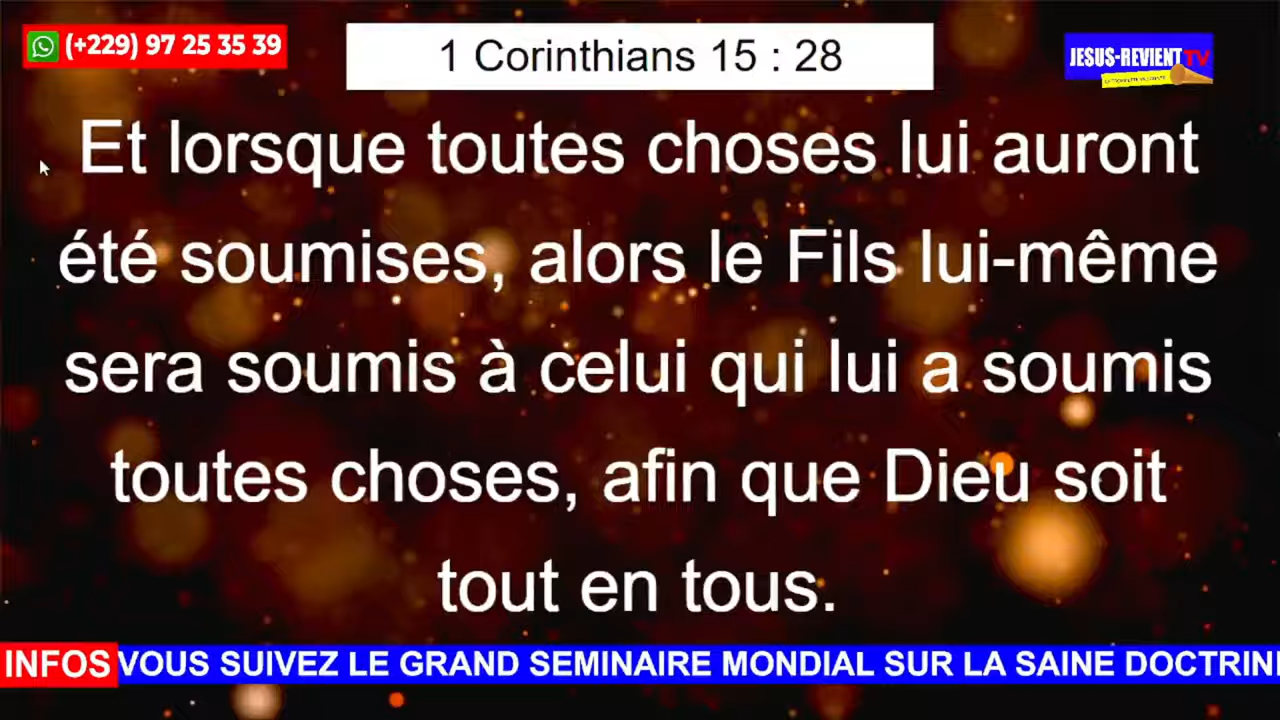 (+229) 97 25 35 39
1 Corinthians 15 : 28
JESUS-REVIENT TV
Et lorsque toutes choses lui auront
été soumises, alors le Fils lui-même
sera soumis à celui qui lui a soumis
toutes choses, afin que Dieu soit
tout en tous.
INFOS VOUS SUIVEZ LE GRAND SEMINAIRE MONDIAL SUR LA SAINE DOCTRIN